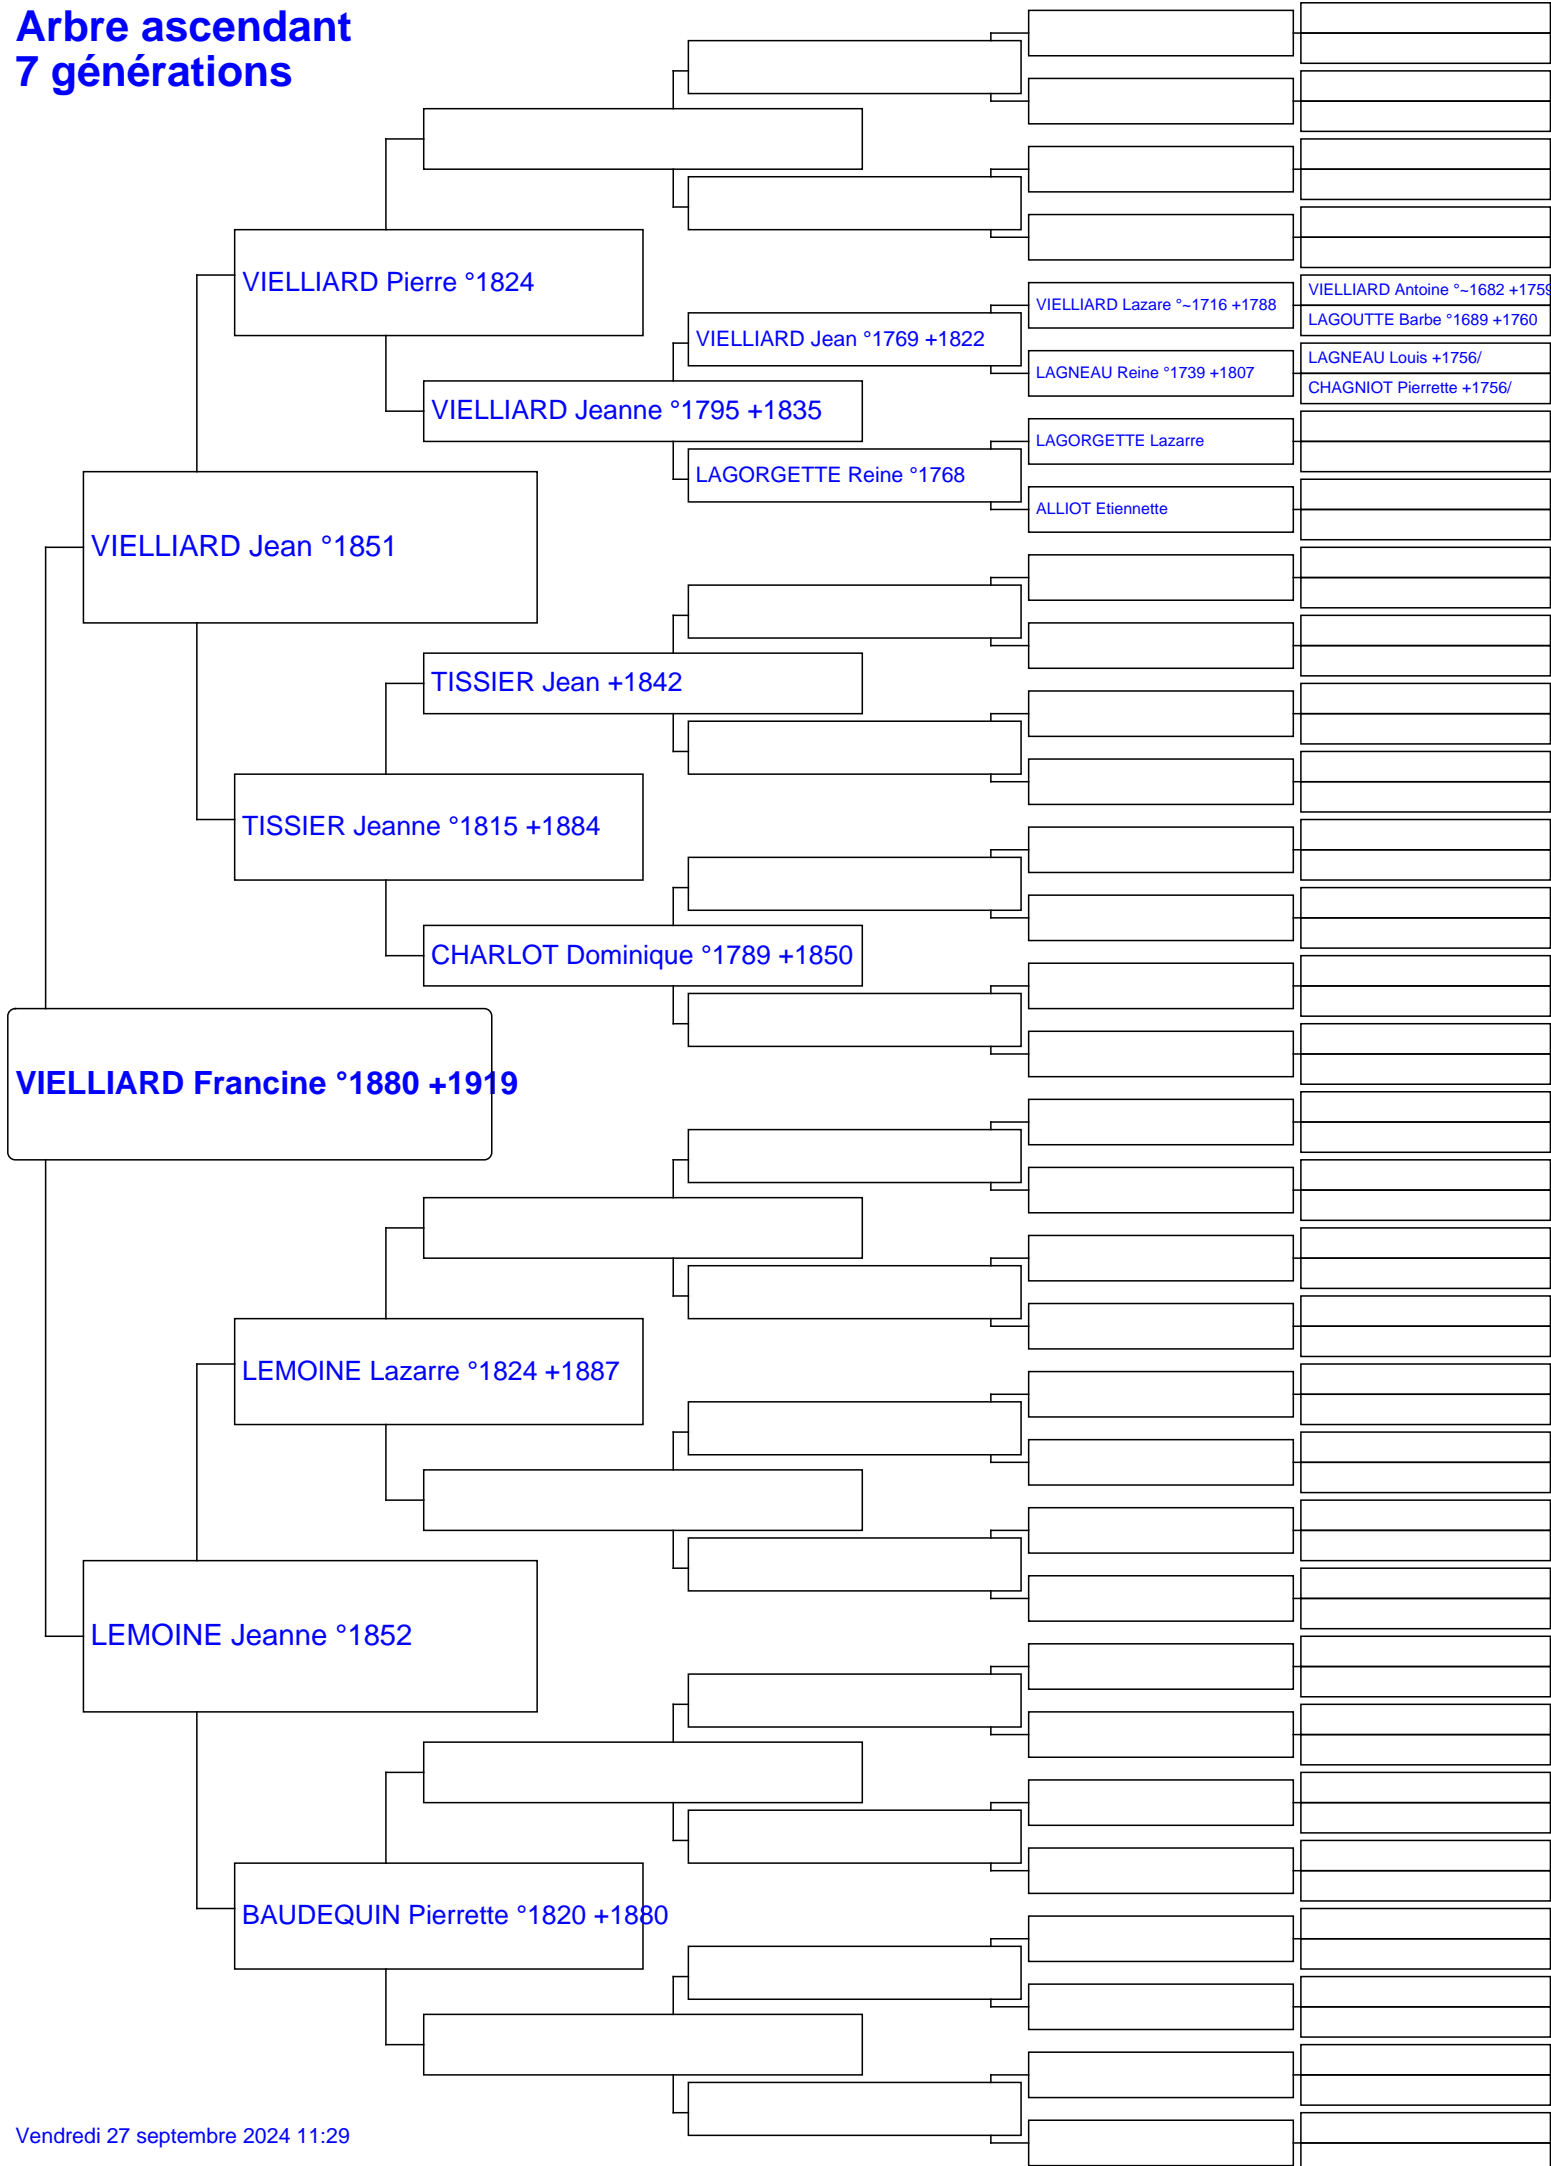 Arbre ascendant
7 générations
VIELLIARD Pierre °1824
VIELLIARD Antoine °~1682 +1759
VIELLIARD Lazare °~1716 +1788
LAGOUTTE Barbe °1689 +1760
VIELLIARD Jean °1769 +1822
LAGNEAU Louis +1756/
LAGNEAU Reine °1739 +1807
CHAGNIOT Pierrette +1756/
VIELLIARD Jeanne °1795 +1835
LAGORGETTE Lazarre
LAGORGETTE Reine °1768
ALLIOT Etiennette
VIELLIARD Jean °1851
TISSIER Jean +1842
TISSIER Jeanne °1815 +1884
CHARLOT Dominique °1789 +1850
VIELLIARD Francine °1880 +1919
LEMOINE Lazarre °1824 +1887
LEMOINE Jeanne °1852
BAUDEQUIN Pierrette °1820 +1880
Vendredi 27 septembre 2024 11:29